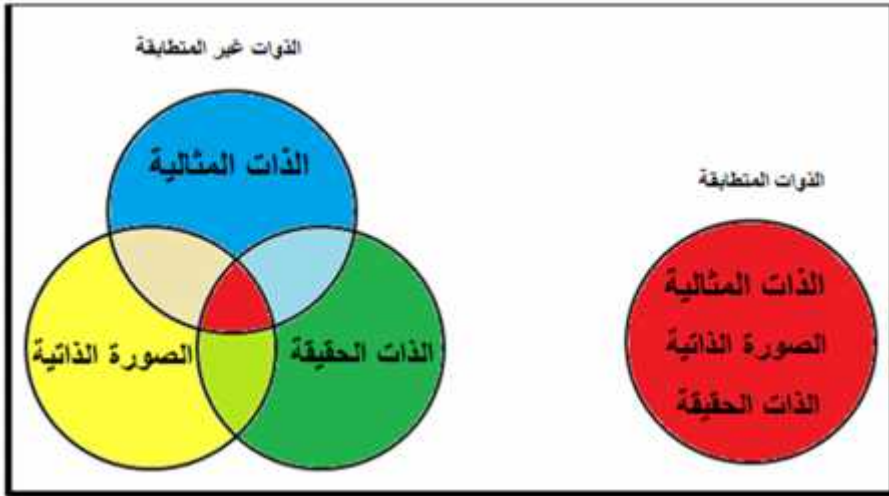 الذوات غير المتطابقة
الذات المثالية
الصورة الذاتية
الذات الحقيقة
الذوات المتطابقة
الذات المثالية
الصورة الذاتية
الذات الحقيقة